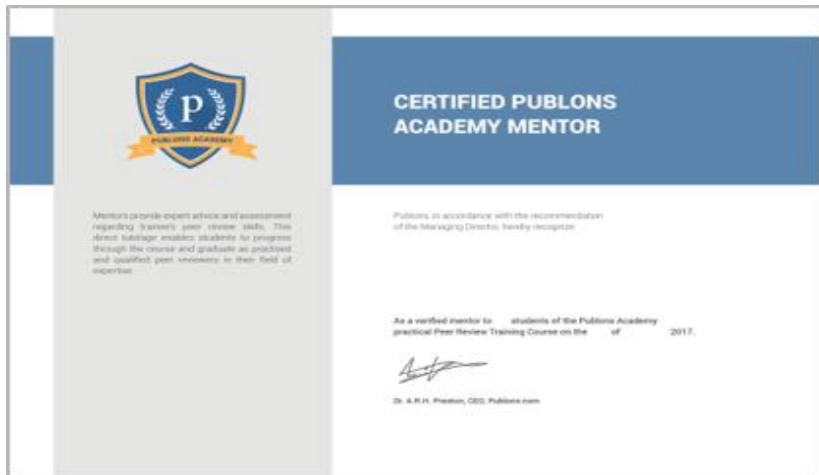 P
PUBLONS ACADEMY
Mentors provide expert advice and assessment
regarding trainees peer review skills. This
direct tutelage enables students to progress
through the course and graduate as practised
and qualified peer reviewers in their field of
expertise.
CERTIFIED PUBLONS
ACADEMY MENTOR
Publons, in accordance with the recommendation
of the Managing Director, hereby recognize
As a verified mentor to students of the Publons Academy
practical Peer Review Training Course on the of 2017.
Dr. A.R.H. Preston, CEO, Publons.com